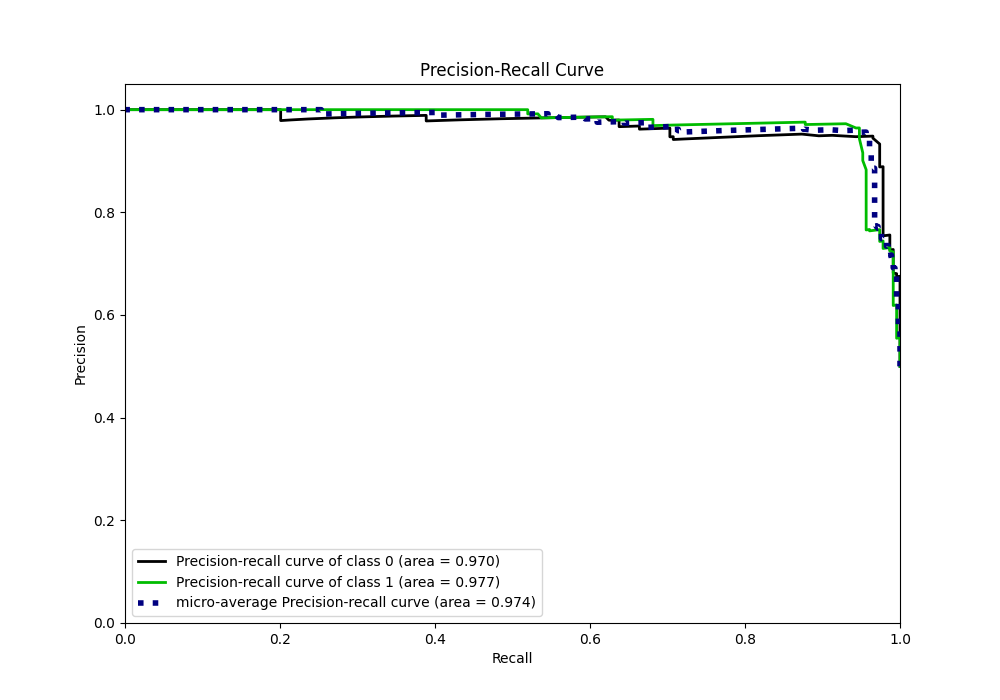 Precision-Recall Curve
1.0
0.8
0.6
0.4
0.2
0.0
Precision
Precision-recall curve of class 0 (area = 0.970)
Precision-recall curve of class 1 (area = 0.977)
micro-average Precision-recall curve (area = 0.974)
0.0 0.2 0.4 0.6 0.8 1.0
Recall